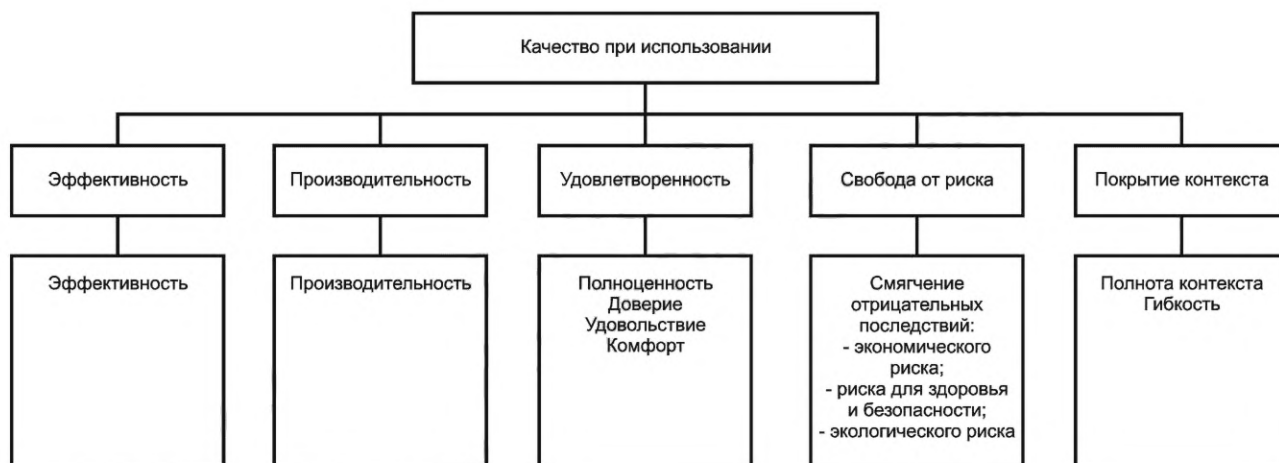 Качество при использовании
Эффективность
Производительность
Удовлетворенность
Свобода от риска
Покрытие контекста
Эффективность
Производительность
Полноценность
Доверие
Удовольствие
Комфорт
Смягчение
отрицательных
последствий:
- экономического
риска;
- риска для здоровья
и безопасности;
- экологического риска
Полнота контекста
Гибкость